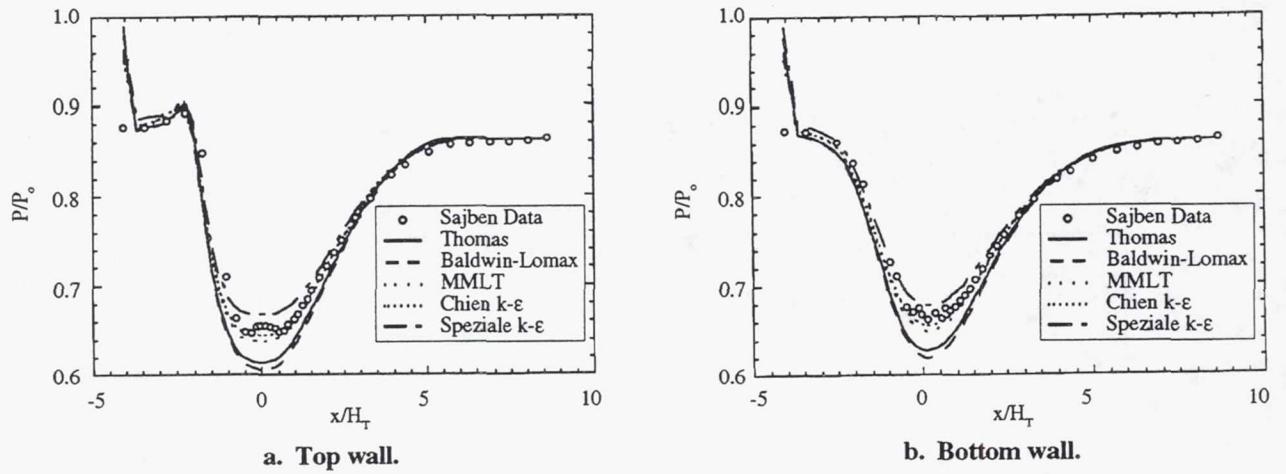 1.0
0.9
0.8
0.7
0.6
P/Pₒ
-5
0
5
10
x/H_T
Sajben Data
Thomas
Baldwin-Lomax
MMLT
Chien k-ε
Speziale k-ε
a. Top wall.
1.0
0.9
0.8
0.7
0.6
P/Pₒ
-5
0
5
10
x/H_T
Sajben Data
Thomas
Baldwin-Lomax
MMLT
Chien k-ε
Speziale k-ε
b. Bottom wall.